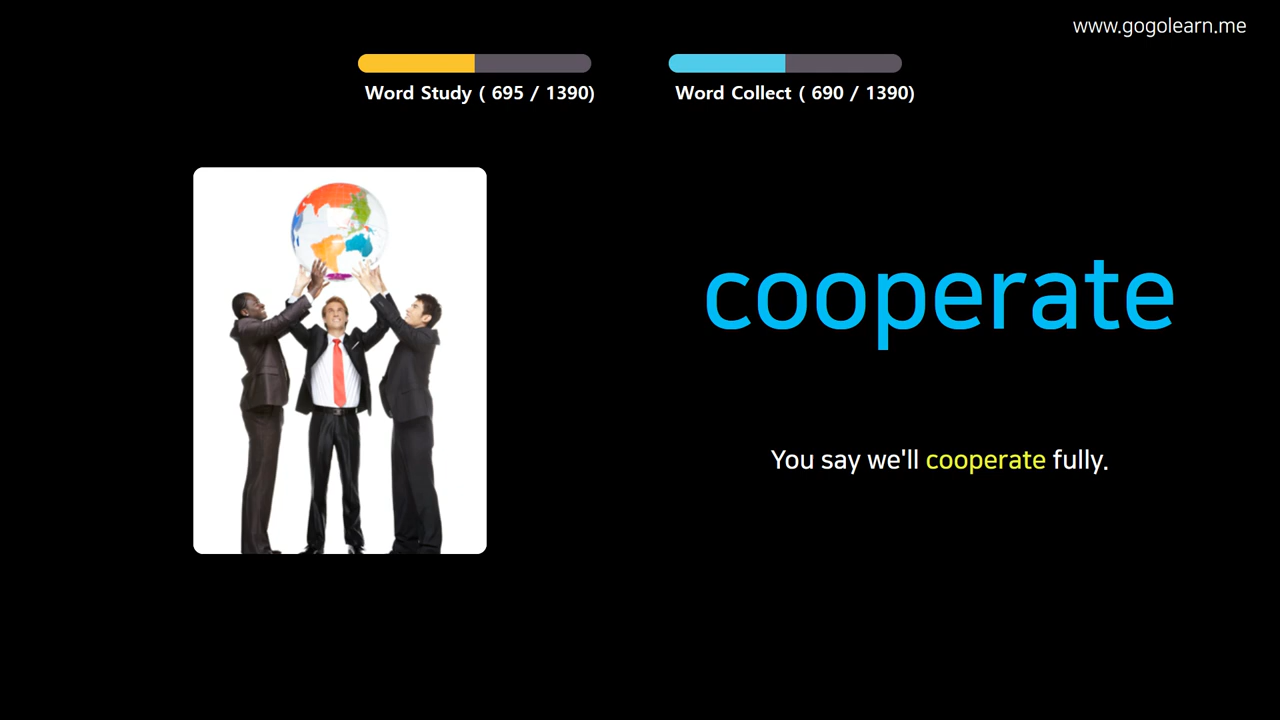 www.gogolearn.me
Word Study ( 695 / 1390)
Word Collect ( 690 / 1390)
cooperate
You say we'll cooperate fully.